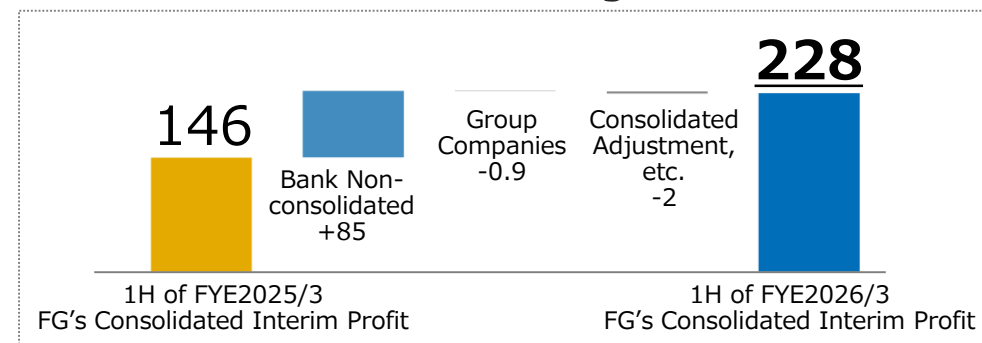 146
Bank Non-
consolidated
+85
Group
Companies
-0.9
Consolidated
Adjustment,
etc.
-2
228
1H of FYE2025/3
FG's Consolidated Interim Profit
1H of FYE2026/3
FG's Consolidated Interim Profit